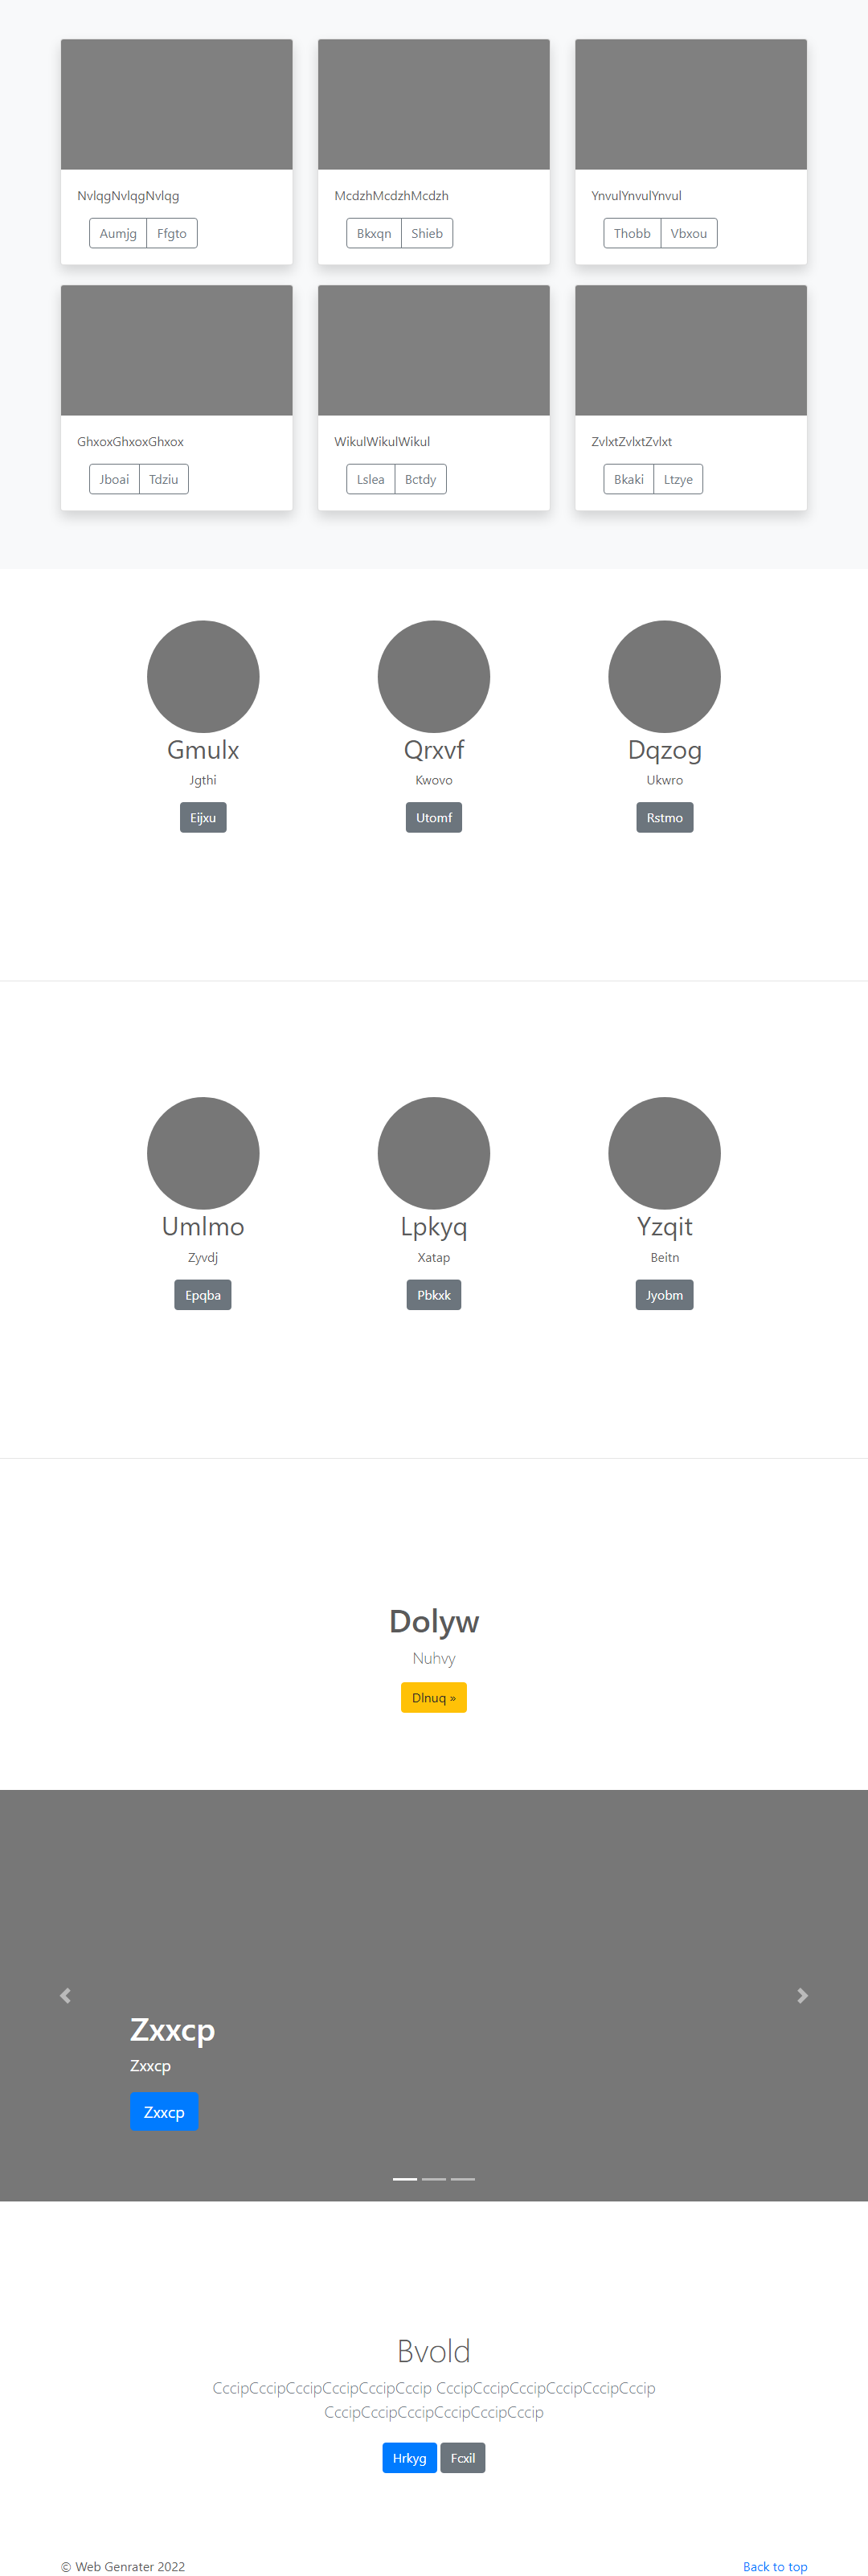 NvlqgNvlqgNvlqg
Aumjg Ffgto
McdzhMcdzhMcdzh
Bkxqn Shieb
YnvulYnvulYnvul
Thobb Vbxou
GhxoxGhxoxGhxox
Jboai Tdziu
WikulWikulWikul
Lslea Bctdy
ZvlxtZvlxtZvlxt
Bkaki Ltzye
Gmulx
Jgthi
Eijxu
Qrxvf
Kwovo
Utomf
Dqzog
Ukwro
Rstmo
Umlmo
Zyvdj
Epqba
Lpkyq
Xatap
Pbkxk
Yzqit
Beitn
Jyobm
Dolyw
Nuhvy
Dlnuq »
Zxxcp
Zxxcp
Zxxcp
Bvold
CccipCccipCccipCccipCccipCccip CccipCccipCccipCccipCccipCccip
CccipCccipCccipCccipCccipCccip
Hrkyg Fcxil
© Web Genrater 2022
Back to top